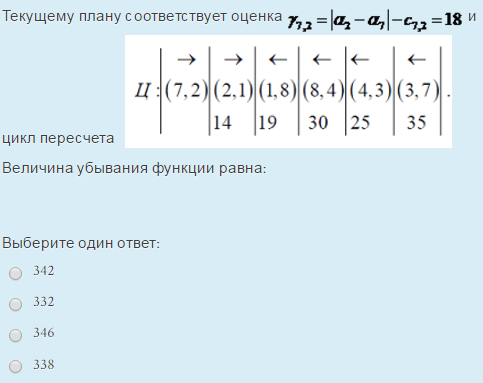 Текущему плану соответствует оценка γ₇,₂ = |α₂ − α₇| − c₇,₂ = 18 и
→ → ← ← ← ←
Ц : (7, 2) (2, 1) (1, 8) (8, 4) (4, 3) (3, 7) .
14 19 30 25 35
цикл пересчета
Величина убывания функции равна:
Выберите один ответ:
342
332
346
338